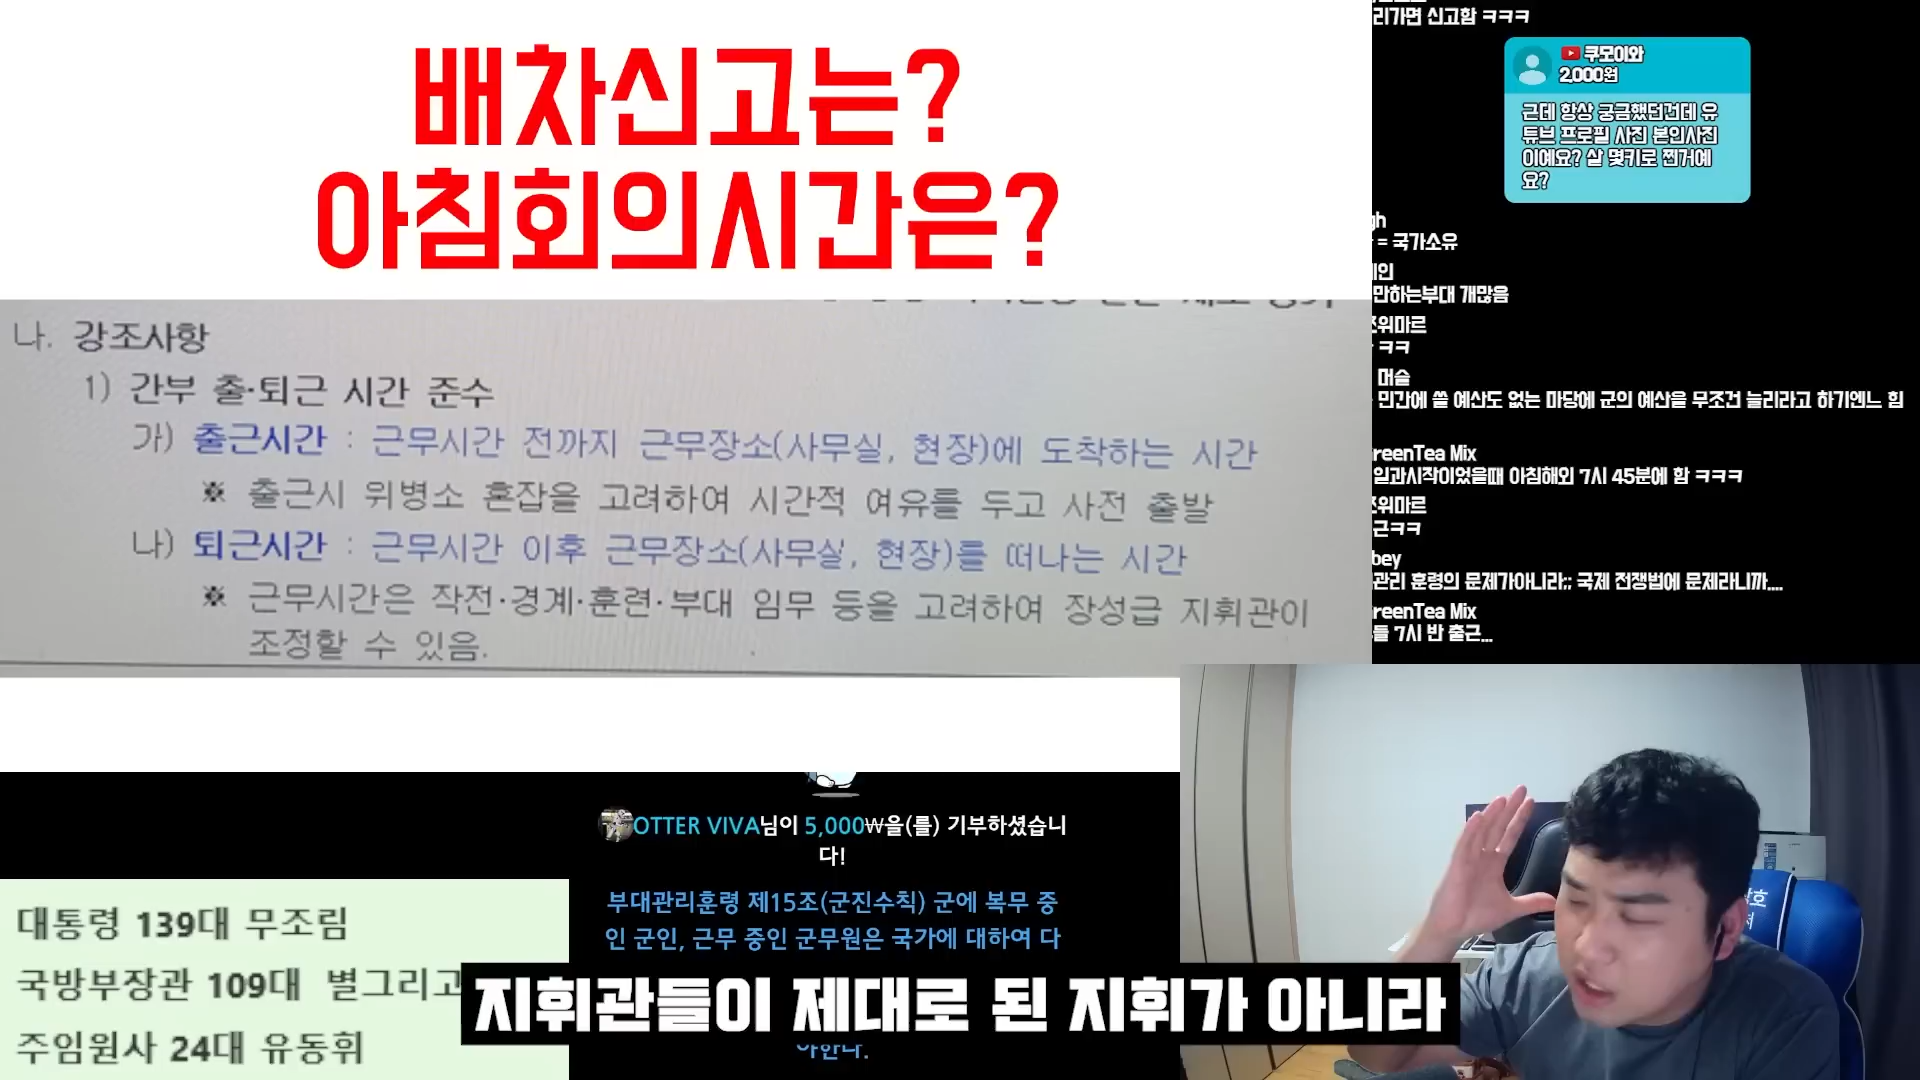 배차신고는?
아침회의시간은?
나. 강조사항
1) 간부 출·퇴근 시간 준수
가) 출근시간 : 근무시간 전까지 근무장소(사무실, 현장)에 도착하는 시간
※ 출근시 위병소 혼잡을 고려하여 시간적 여유를 두고 사전 출발
나) 퇴근시간 : 근무시간 이후 근무장소(사무실, 현장)를 떠나는 시간
※ 근무시간은 작전·경계·훈련·부대 임무 등을 고려하여 장성급 지휘관이
조정할 수 있음.
리가면 신고함 ㅋㅋㅋ
쿠모이와
2,000원
근데 항상 궁금했던건데 유
튜브 프로필 사진 본인사진
이예요? 살 몇키로 찐거예
요?
= 국가소유
만하는부대 개많음
위마르
ㅋㅋ
머슬
민간에 쓸 예산도 없는 마당에 군의 예산을 무조건 늘리라고 하기엔느 힘
reenTea Mix
일과시작이었을때 아침해외 7시 45분에 함 ㅋㅋㅋ
위마르
근ㅋㅋ
bey
관리 훈령의 문제가아니라;; 국제 전쟁법에 문제라니까....
reenTea Mix
들 7시 반 출근...
OTTER VIVA님이 5,000₩을(를) 기부하셨습니
다!
부대관리훈령 제15조(군진수칙) 군에 복무 중
인 군인, 근무 중인 군무원은 국가에 대하여 다
야한다.
대통령 139대 무조림
국방부장관 109대 별그리고
주임원사 24대 유동휘
지휘관들이 제대로 된 지휘가 아니라